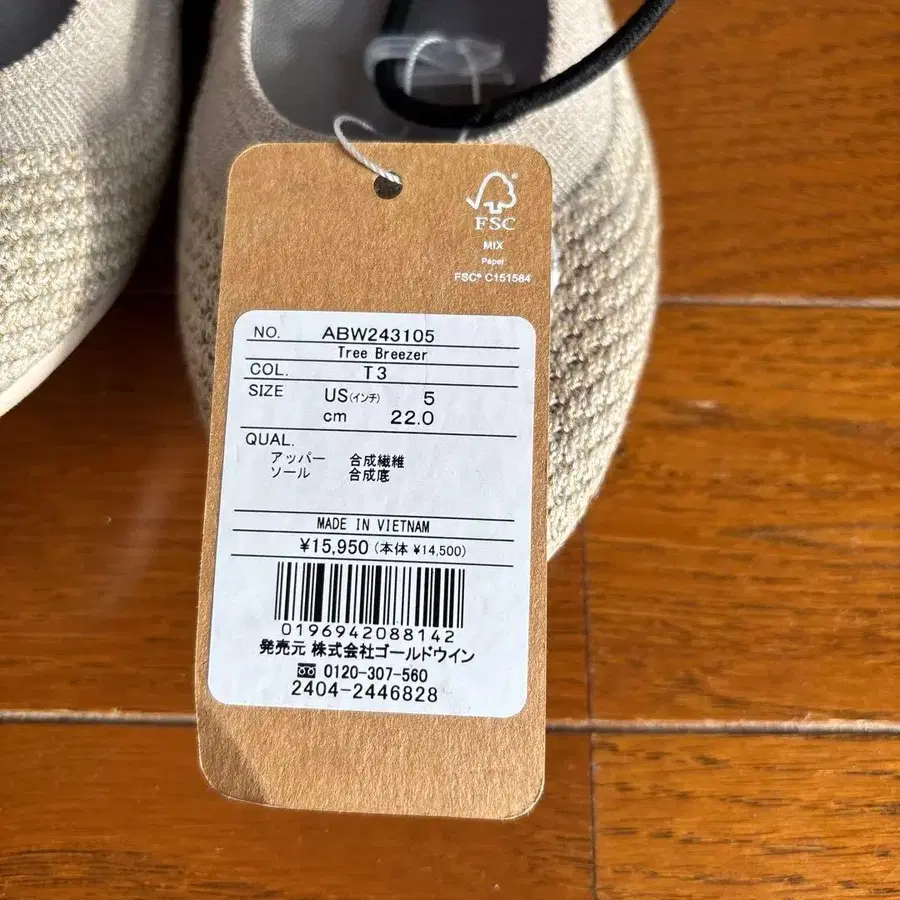 FSC
MIX
Paper
FSC® C151584
NO. ABW243105
Tree Breezer
COL. T3
SIZE US(インチ) 5
cm 22.0
QUAL.
アッパー 合成繊維
ソール 合成底
MADE IN VIETNAM
¥15,950 (本体 ¥14,500)
0196942088142
発売元 株式会社ゴールドウイン
0120-307-560
2404-2446828